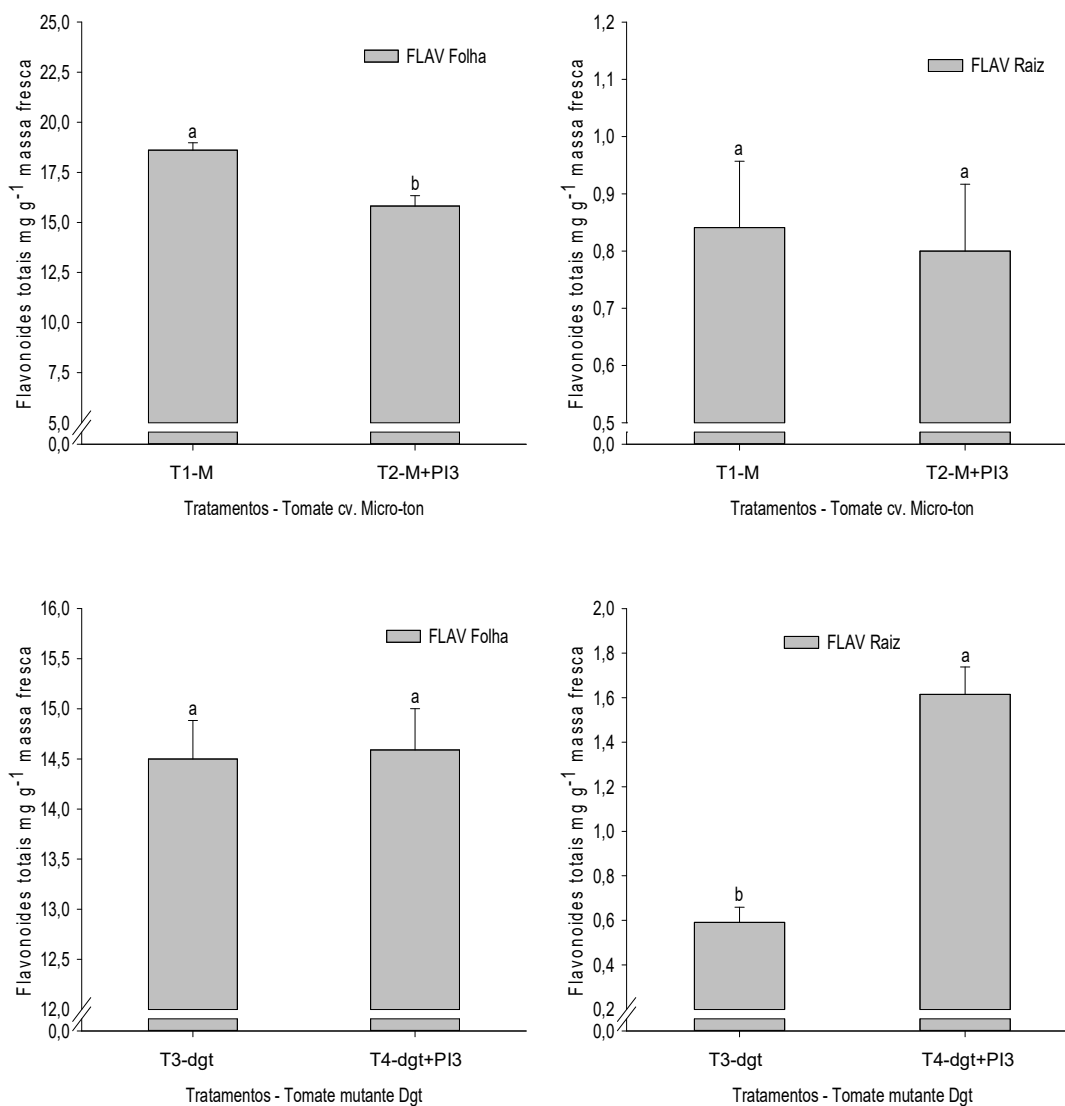 25,0
22,5
20,0
17,5
15,0
12,5
10,0
7,5
5,0
0,0
Flavonoides totais mg g⁻¹ massa fresca
FLAV Folha
a
b
T1-M
T2-M+PI3
Tratamentos - Tomate cv. Micro-ton
1,2
1,1
1,0
0,9
0,8
0,7
0,6
0,5
0,0
Flavonoides totais mg g⁻¹ massa fresca
FLAV Raiz
a
a
T1-M
T2-M+PI3
Tratamentos - Tomate cv. Micro-ton
16,0
15,5
15,0
14,5
14,0
13,5
13,0
12,5
12,0
0,0
Flavonoides totais mg g⁻¹ massa fresca
FLAV Folha
a
a
T3-dgt
T4-dgt+PI3
Tratamentos - Tomate mutante Dgt
2,0
1,8
1,6
1,4
1,2
1,0
0,8
0,6
0,4
0,2
0,0
Flavonoides totais mg g⁻¹ massa fresca
FLAV Raiz
b
a
T3-dgt
T4-dgt+PI3
Tratamentos - Tomate mutante Dgt